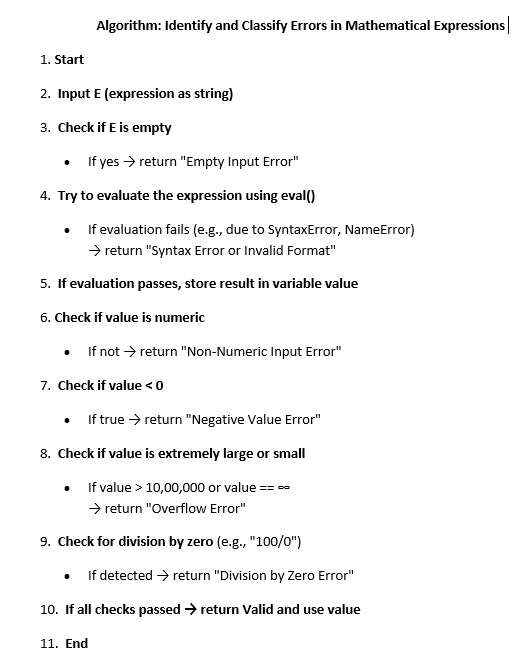 Algorithm: Identify and Classify Errors in Mathematical Expressions
1. Start
2. Input E (expression as string)
3. Check if E is empty
• If yes → return "Empty Input Error"
4. Try to evaluate the expression using eval()
• If evaluation fails (e.g., due to SyntaxError, NameError)
→ return "Syntax Error or Invalid Format"
5. If evaluation passes, store result in variable value
6. Check if value is numeric
• If not → return "Non-Numeric Input Error"
7. Check if value < 0
• If true → return "Negative Value Error"
8. Check if value is extremely large or small
• If value > 10,00,000 or value == ∞
→ return "Overflow Error"
9. Check for division by zero (e.g., "100/0")
• If detected → return "Division by Zero Error"
10. If all checks passed → return Valid and use value
11. End